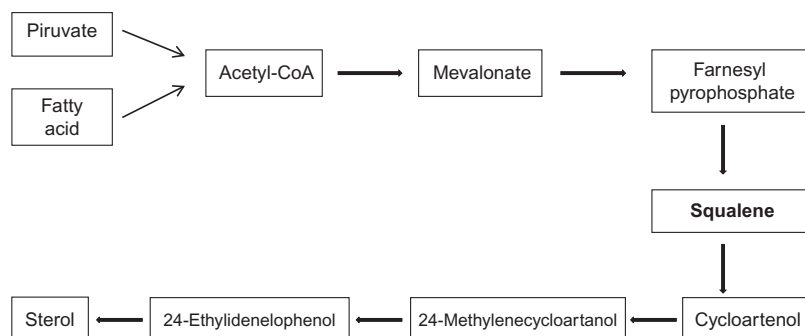 Piruvate
Fatty
acid
Acetyl-CoA
Mevalonate
Farnesyl
pyrophosphate
Squalene
Cycloartenol
24-Methylenecycloartanol
24-Ethylidenelophenol
Sterol